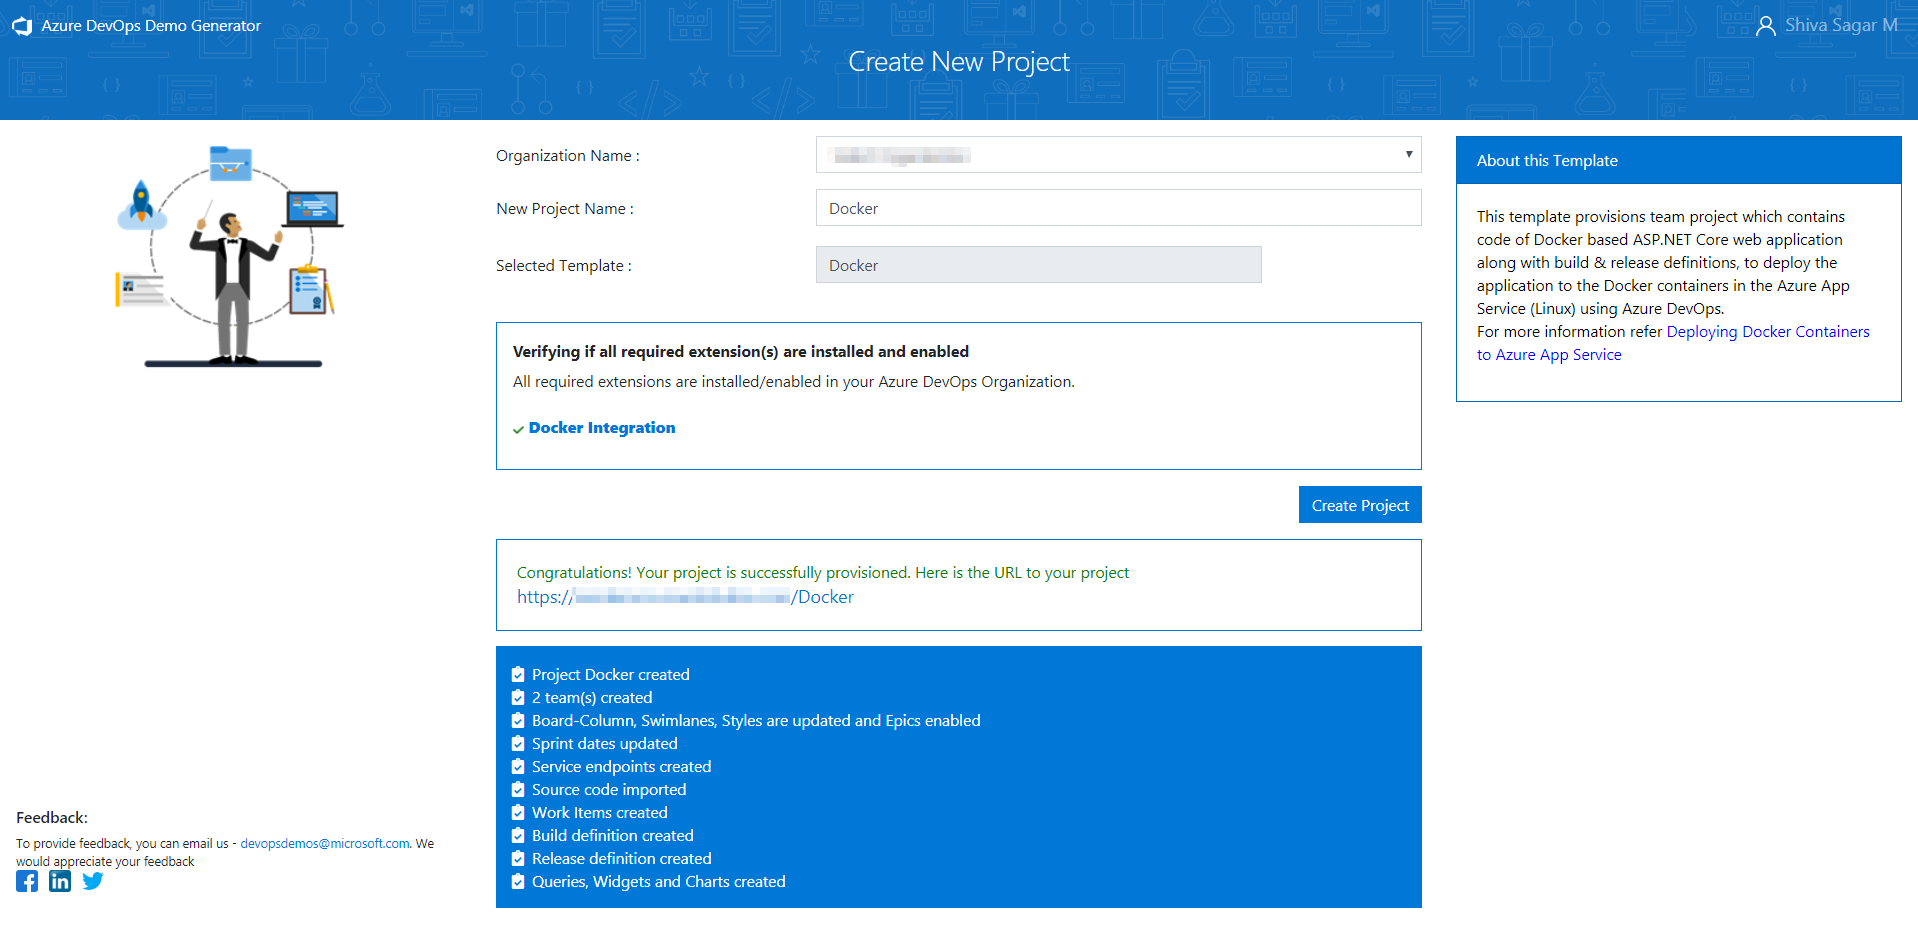 Azure DevOps Demo Generator
Shiva Sagar M
Create New Project
Organization Name :
New Project Name :
Docker
Selected Template :
Docker
Verifying if all required extension(s) are installed and enabled
All required extensions are installed/enabled in your Azure DevOps Organization.
Docker Integration
Create Project
Congratulations! Your project is successfully provisioned. Here is the URL to your project
https:///Docker
Project Docker created
2 team(s) created
Board-Column, Swimlanes, Styles are updated and Epics enabled
Sprint dates updated
Service endpoints created
Source code imported
Work Items created
Build definition created
Release definition created
Queries, Widgets and Charts created
About this Template
This template provisions team project which contains
code of Docker based ASP.NET Core web application
along with build & release definitions, to deploy the
application to the Docker containers in the Azure App
Service (Linux) using Azure DevOps.
For more information refer Deploying Docker Containers
to Azure App Service
Feedback:
To provide feedback, you can email us - devopsdemos@microsoft.com. We
would appreciate your feedback